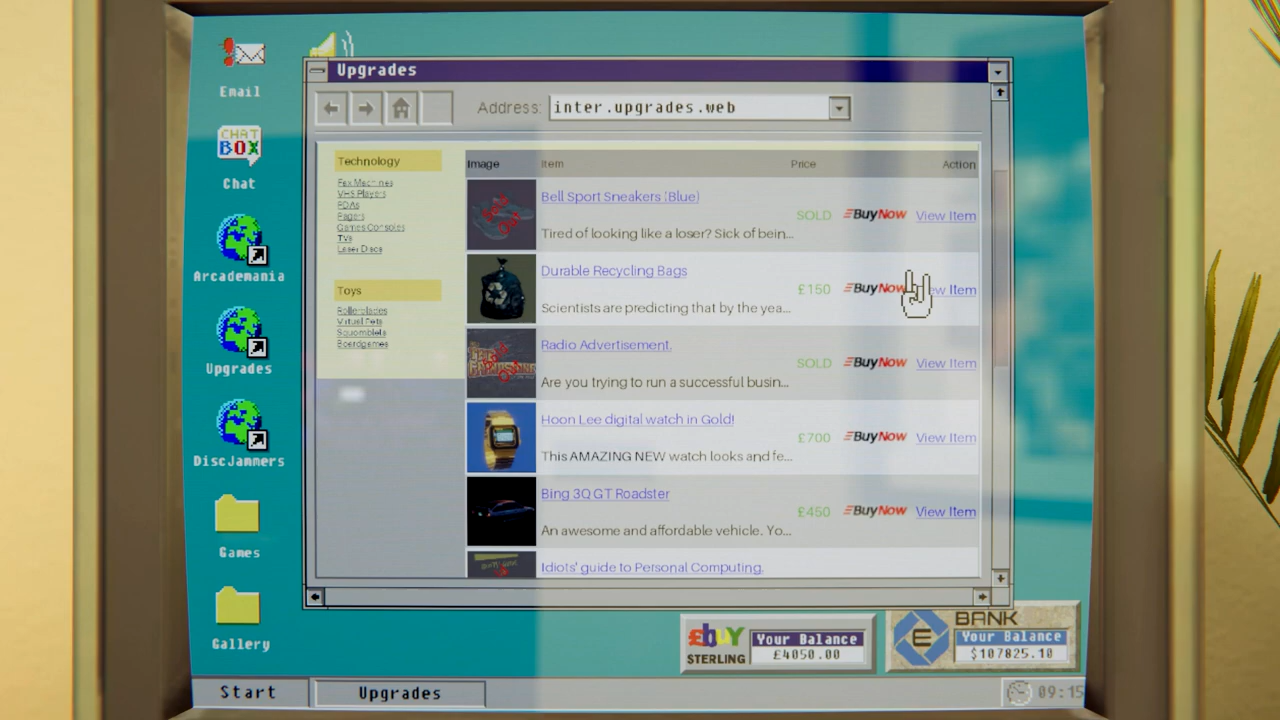 Email
CHAT
BOX
Chat
Arcademania
Upgrades
DiscJammers
Games
Gallery
Upgrades
Address: inter.upgrades.web
Technology
Fax Machines
VHS Players
PDAs
Pagers
Games Consoles
TVs
Laser Discs
Toys
Rollerblades
Virtual Pets
Squomblets
Boardgames
Image Item Price Action
Bell Sport Sneakers (Blue)
Tired of looking like a loser? Sick of bein...
SOLD BuyNow View Item
Durable Recycling Bags
Scientists are predicting that by the yea...
£150 BuyNow ew Item
Radio Advertisement.
Are you trying to run a successful busin...
SOLD BuyNow View Item
Hoon Lee digital watch in Gold!
This AMAZING NEW watch looks and fe...
£700 BuyNow View Item
Bing 3Q GT Roadster
An awesome and affordable vehicle. Yo...
£450 BuyNow View Item
Idiots' guide to Personal Computing.
£buY
STERLING
Your Balance
£4050.00
E BANK
Your Balance
$107825.10
Start Upgrades 09:15